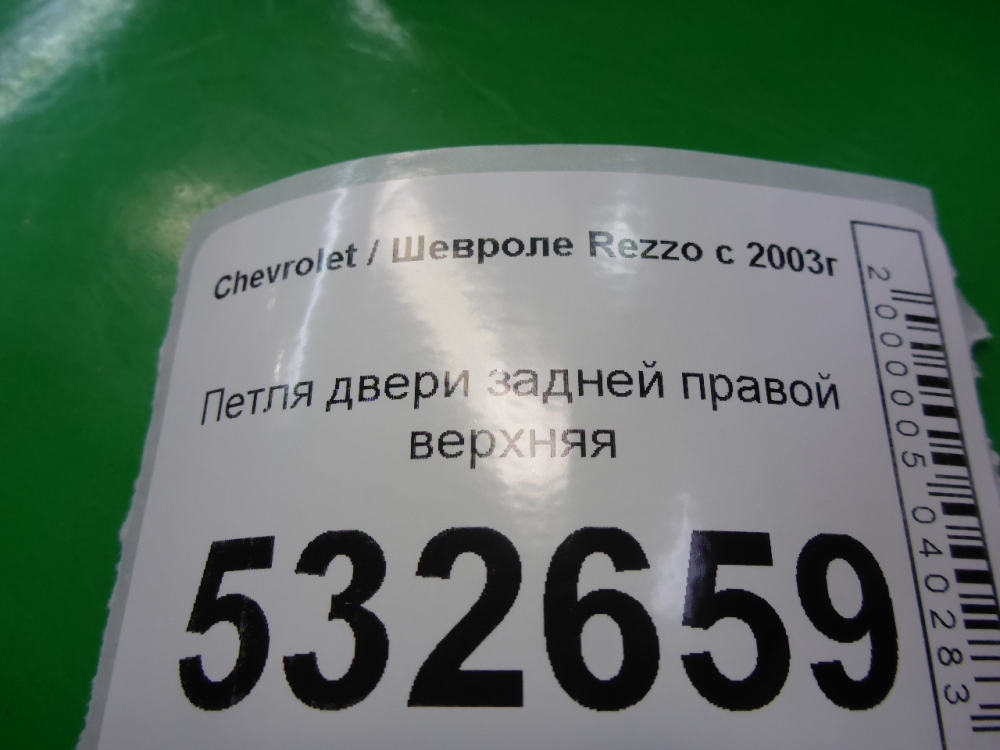 Chevrolet / Шевроле Rezzo с 2003г
Петля двери задней правой
верхняя
532659
2000005040283